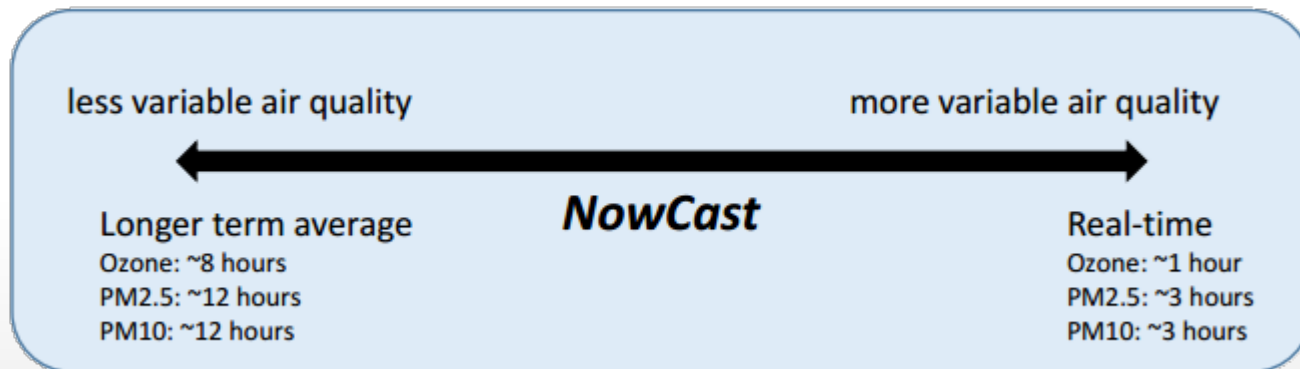 less variable air quality
more variable air quality
NowCast
Longer term average
Ozone: ~8 hours
PM2.5: ~12 hours
PM10: ~12 hours
Real-time
Ozone: ~1 hour
PM2.5: ~3 hours
PM10: ~3 hours